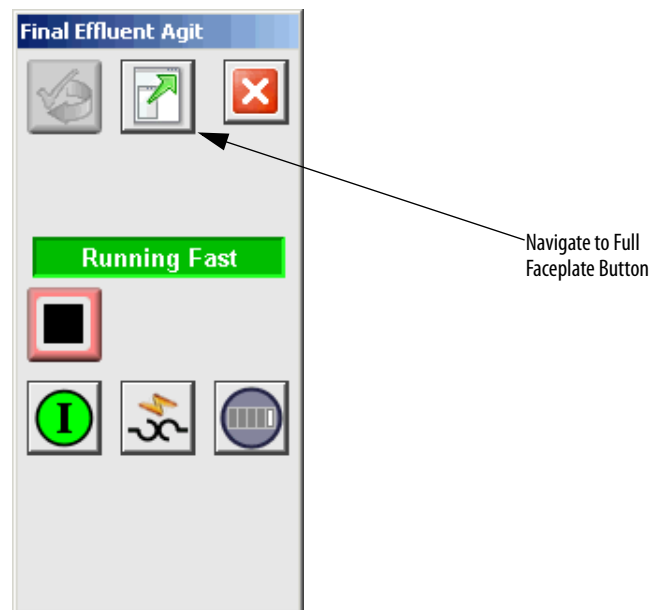 Final Effluent Agit
Running Fast
I
Navigate to Full
Faceplate Button